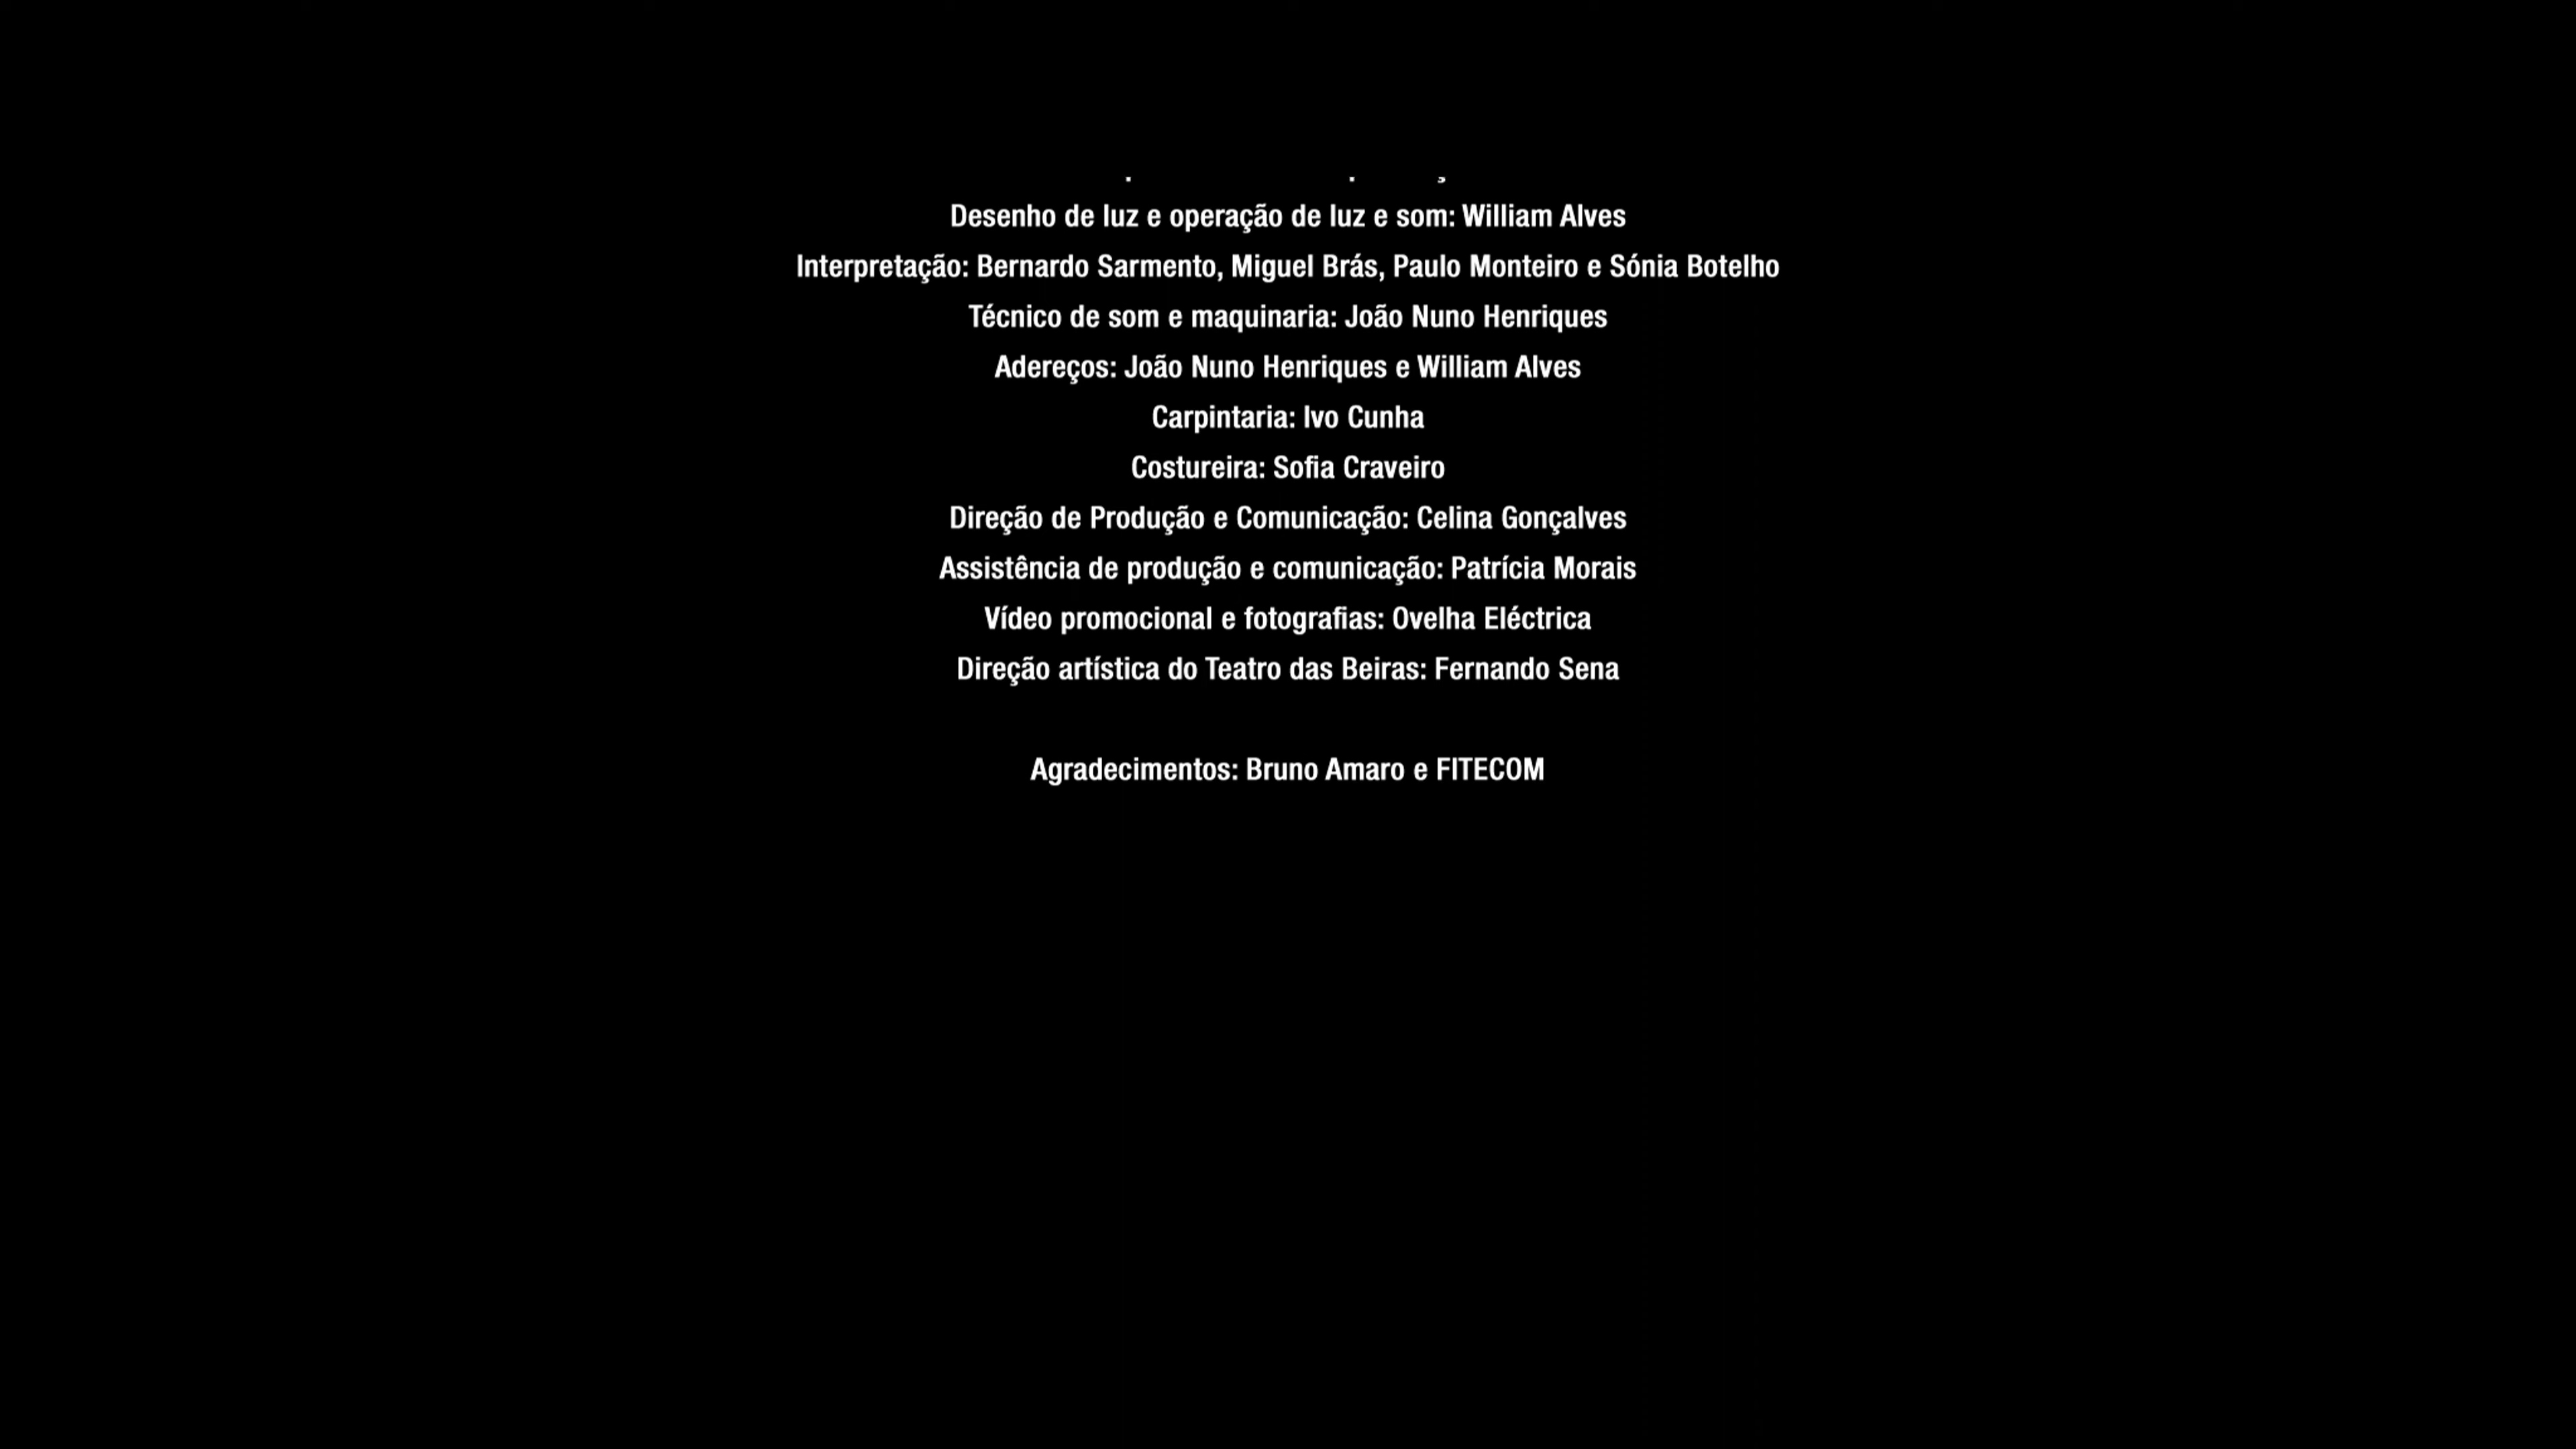 Desenho de luz e operação de luz e som: William Alves
Interpretação: Bernardo Sarmento, Miguel Brás, Paulo Monteiro e Sónia Botelho
Técnico de som e maquinaria: João Nuno Henriques
Adereços: João Nuno Henriques e William Alves
Carpintaria: Ivo Cunha
Costureira: Sofia Craveiro
Direção de Produção e Comunicação: Celina Gonçalves
Assistência de produção e comunicação: Patrícia Morais
Vídeo promocional e fotografias: Ovelha Eléctrica
Direção artística do Teatro das Beiras: Fernando Sena
Agradecimentos: Bruno Amaro e FITECOM